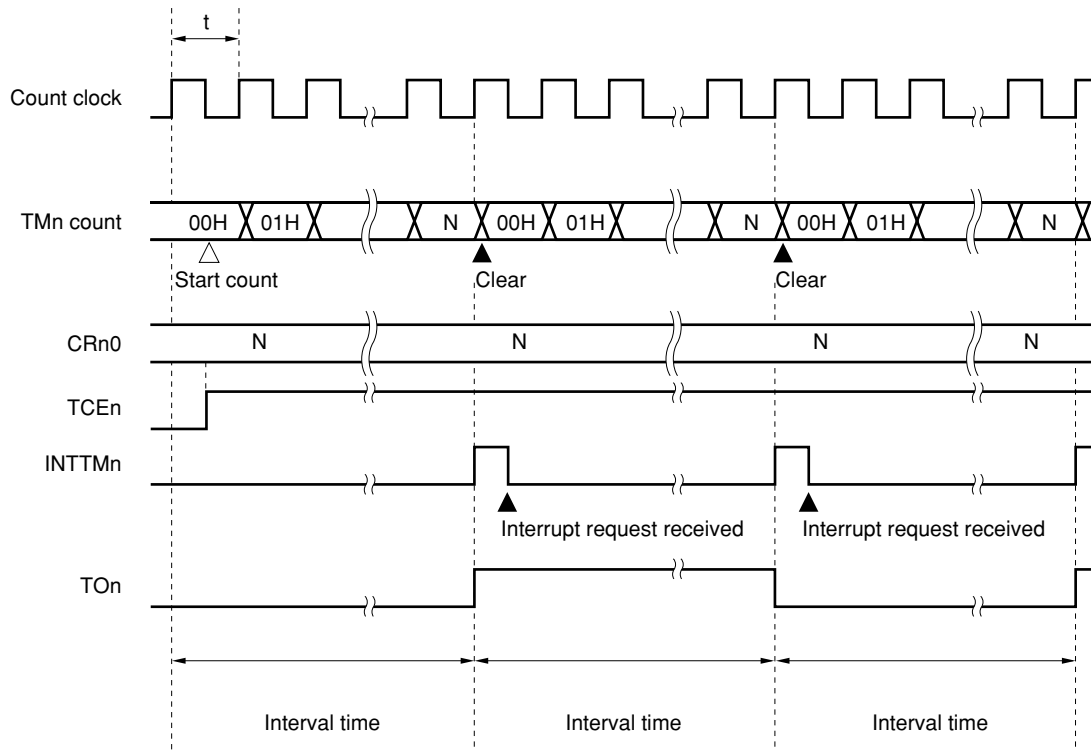 t
Count clock
TMn count 00H 01H N 00H 01H N 00H 01H N
Start count Clear Clear
CRn0 N N N N
TCEn
INTTMn
Interrupt request received Interrupt request received
TOn
Interval time Interval time Interval time